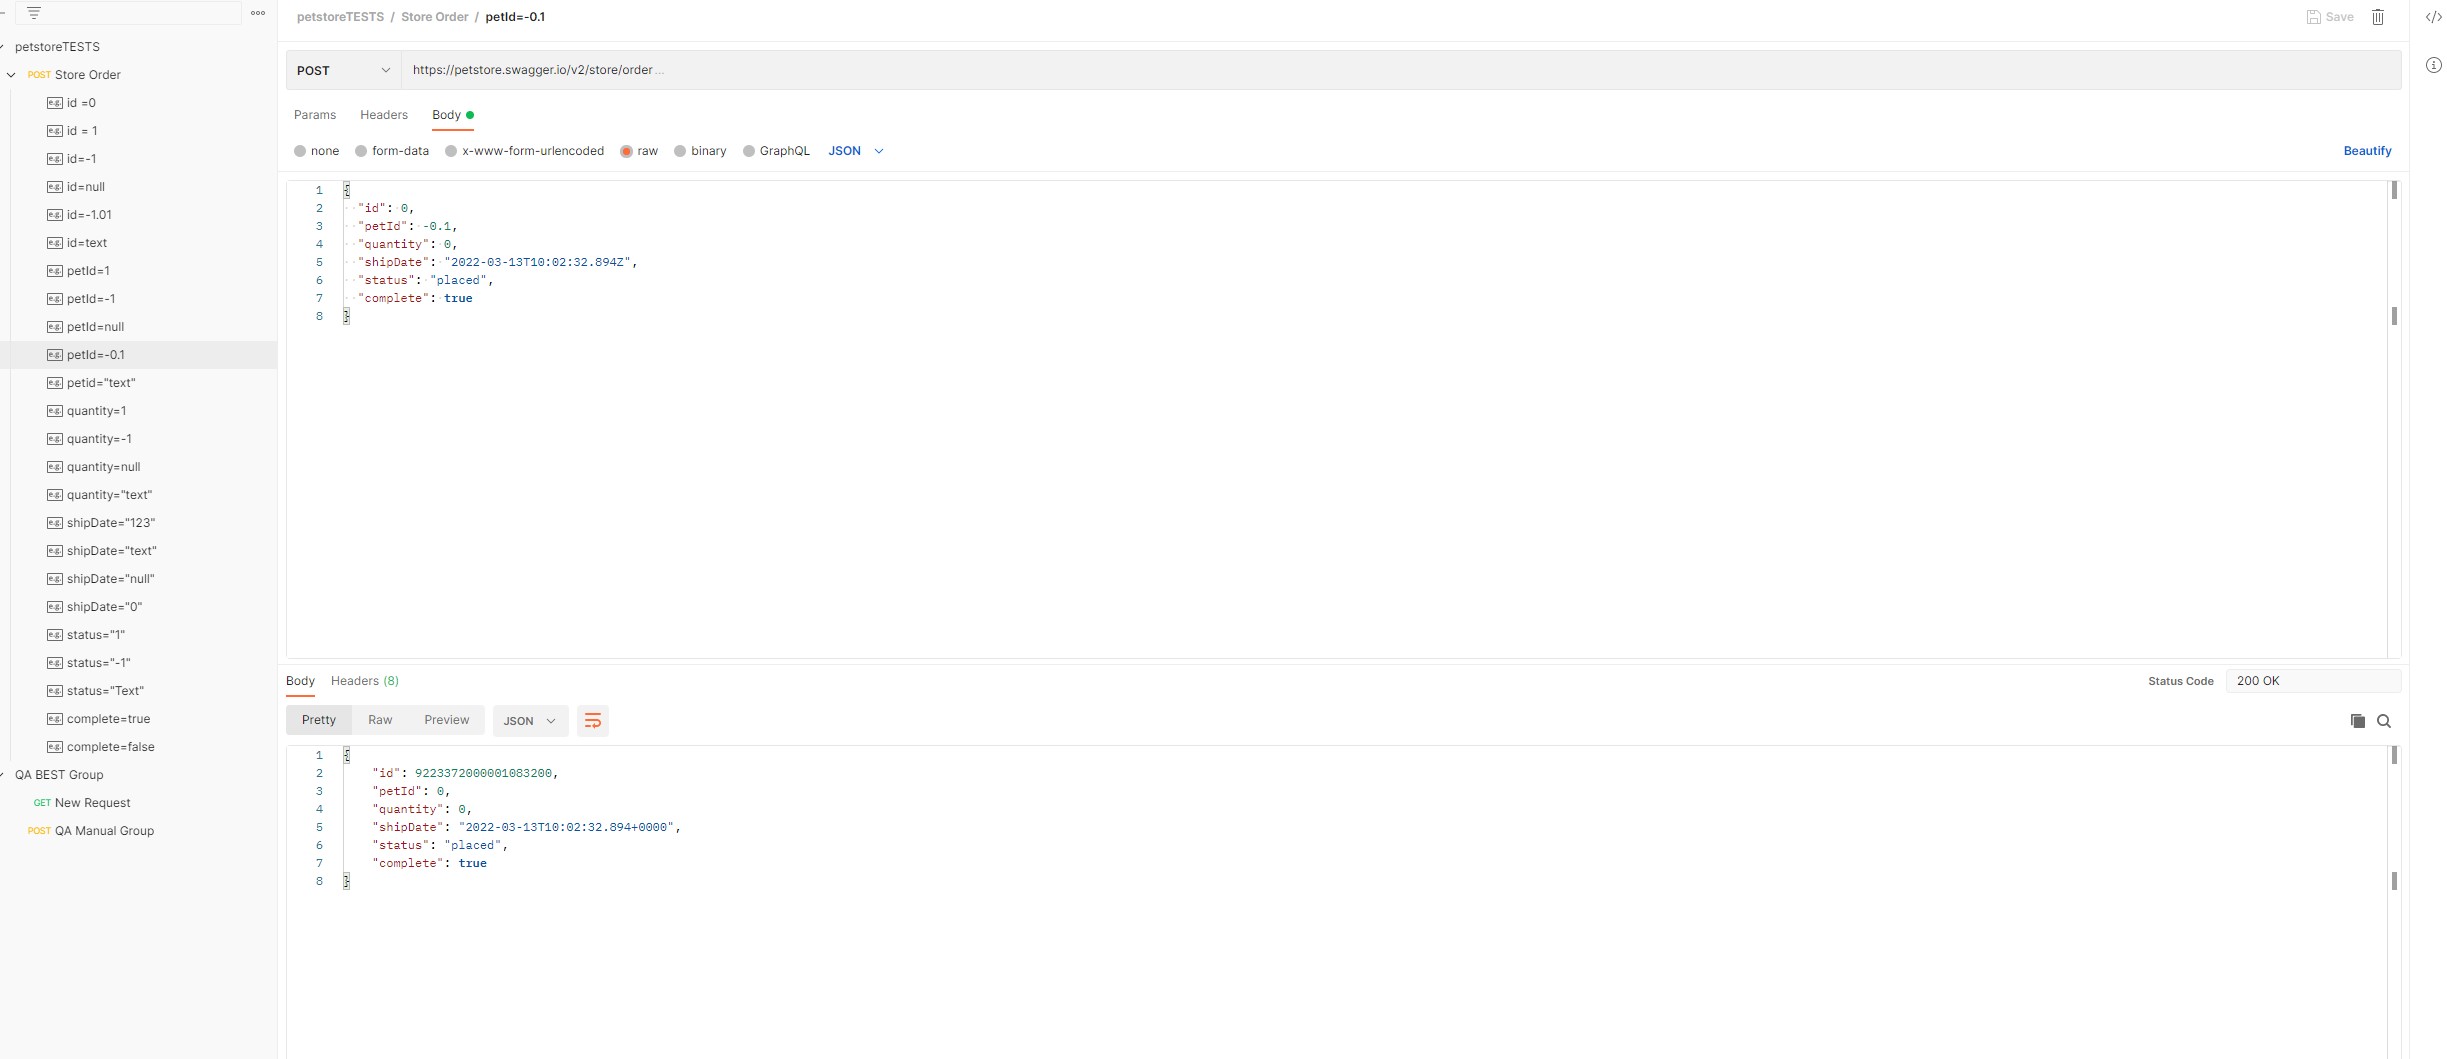 petstoreTESTS
POST Store Order
e.g. id =0
e.g. id = 1
e.g. id=-1
e.g. id=null
e.g. id=-1.01
e.g. id=text
e.g. petId=1
e.g. petId=-1
e.g. petId=null
e.g. petId=-0.1
e.g. petid="text"
e.g. quantity=1
e.g. quantity=-1
e.g. quantity=null
e.g. quantity="text"
e.g. shipDate="123"
e.g. shipDate="text"
e.g. shipDate="null"
e.g. shipDate="0"
e.g. status="1"
e.g. status="-1"
e.g. status="Text"
e.g. complete=true
e.g. complete=false
QA BEST Group
GET New Request
POST QA Manual Group
petstoreTESTS / Store Order / petId=-0.1
Save
POST https://petstore.swagger.io/v2/store/order ...
Params Headers Body
none form-data x-www-form-urlencoded raw binary GraphQL JSON Beautify
1 {
2 "id": 0,
3 "petId": -0.1,
4 "quantity": 0,
5 "shipDate": "2022-03-13T10:02:32.894Z",
6 "status": "placed",
7 "complete": true
8 }
Body Headers (8) Status Code 200 OK
Pretty Raw Preview JSON
1 {
2 "id": 9223372000001083200,
3 "petId": 0,
4 "quantity": 0,
5 "shipDate": "2022-03-13T10:02:32.894+0000",
6 "status": "placed",
7 "complete": true
8 }